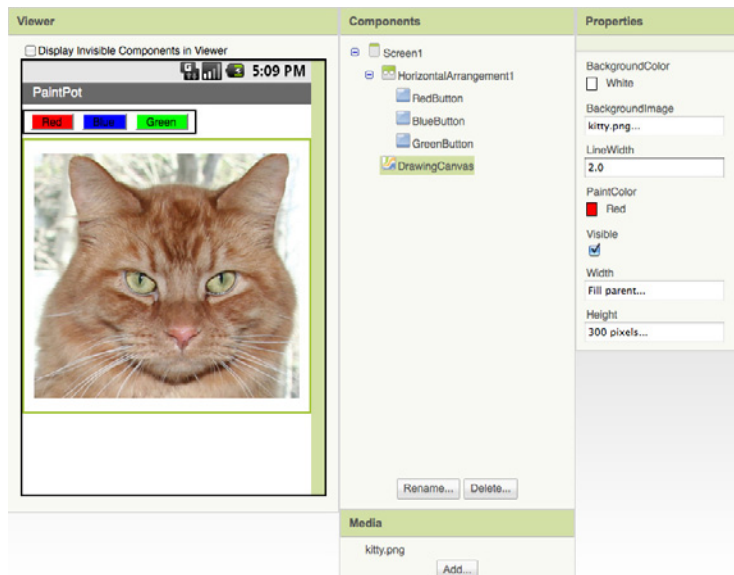 Viewer
Display Invisible Components in Viewer
5:09 PM
PaintPot
Red Blue Green
Components
Screen1
HorizontalArrangement1
RedButton
BlueButton
GreenButton
DrawingCanvas
Rename... Delete...
Media
kitty.png
Add...
Properties
BackgroundColor
White
BackgroundImage
kitty.png...
LineWidth
2.0
PaintColor
Red
Visible
Width
Fill parent...
Height
300 pixels...